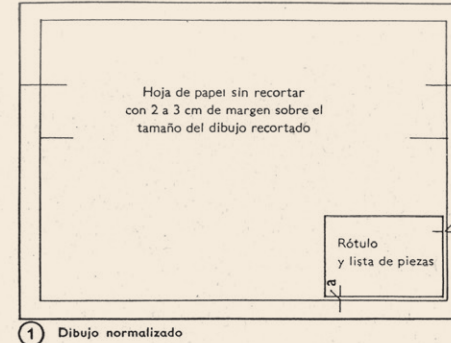 Hoja de papel sin recortar
con 2 a 3 cm de margen sobre el
tamaño del dibujo recortado
Rótulo
y lista de piezas
a
1 Dibujo normalizado